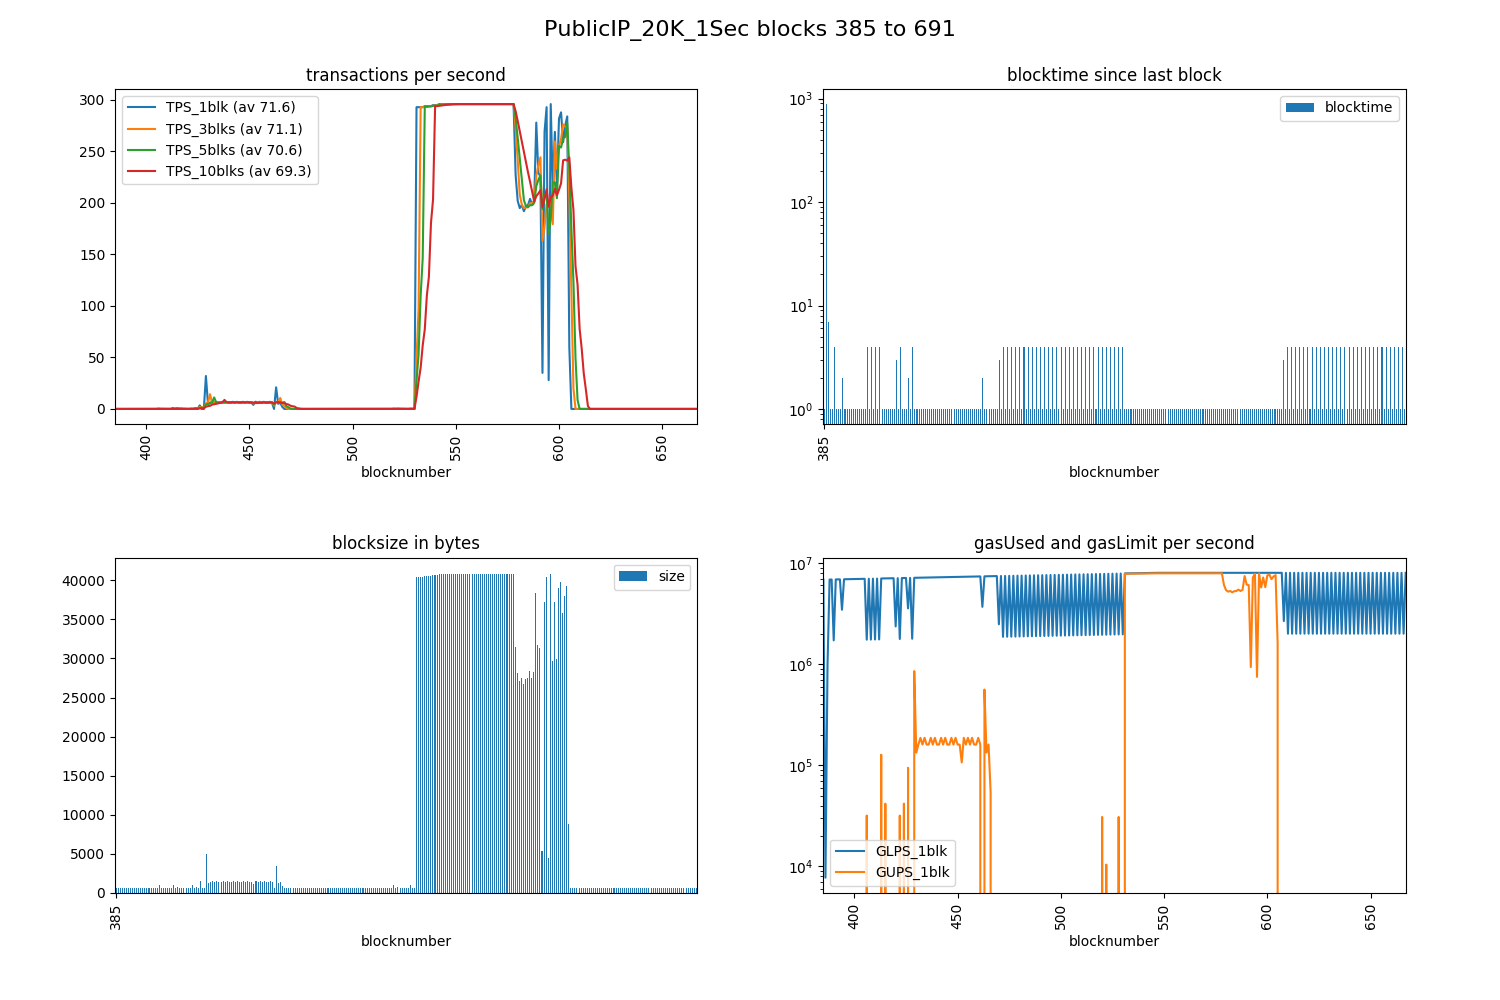 PublicIP_20K_1Sec blocks 385 to 691
transactions per second
TPS_1blk (av 71.6)
TPS_3blks (av 71.1)
TPS_5blks (av 70.6)
TPS_10blks (av 69.3)
300
250
200
150
100
50
0
400
450
500
550
600
650
blocknumber
blocktime since last block
blocktime
10³
10²
10¹
10⁰
385
blocknumber
blocksize in bytes
size
40000
35000
30000
25000
20000
15000
10000
5000
0
385
blocknumber
gasUsed and gasLimit per second
10⁷
10⁶
10⁵
10⁴
GLPS_1blk
GUPS_1blk
400
450
500
550
600
650
blocknumber